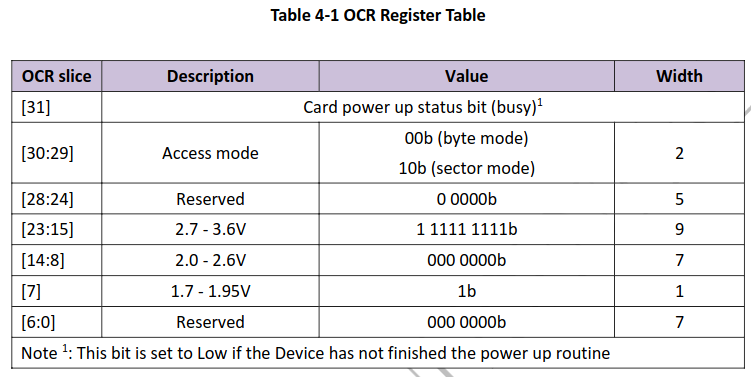 Table 4-1 OCR Register Table
OCR slice Description Value Width
[31] Card power up status bit (busy)1
00b (byte mode)
[30:29] Access mode 2
10b (sector mode)
[28:24] Reserved 0 0000b 5
[23:15] 2.7 - 3.6V 1 1111 1111b 9
[14:8] 2.0 - 2.6V 000 0000b 7
[7] 1.7 - 1.95V 1b 1
[6:0] Reserved 000 0000b 7
Note 1: This bit is set to Low if the Device has not finished the power up routine